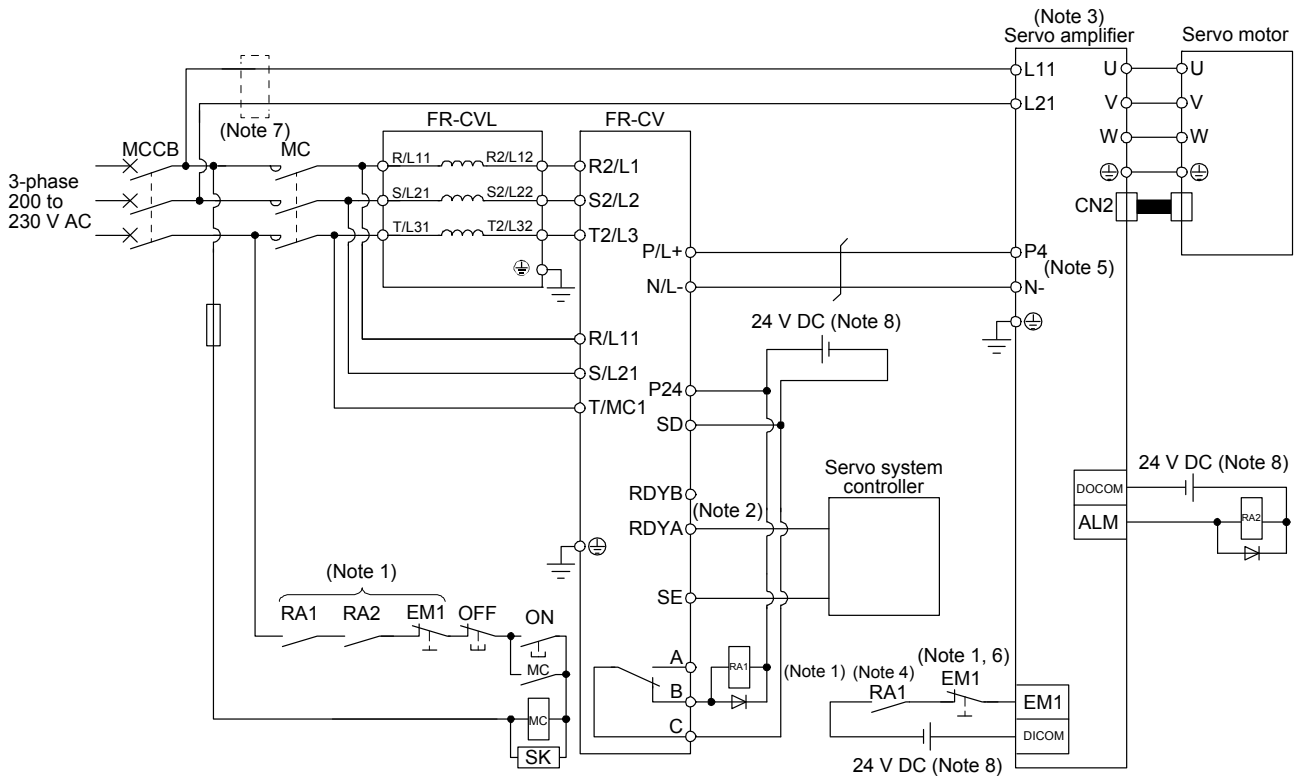 (Note 3)
Servo amplifier
Servo motor
L11
U
U
L21
V
V
(Note 7)
FR-CVL
FR-CV
W
W
MCCB
MC
R/L11
R2/L12
R2/L1
3-phase
200 to
230 V AC
S/L21
S2/L22
S2/L2
CN2
T/L31
T2/L32
T2/L3
P/L+
P4
(Note 5)
N/L-
N-
24 V DC (Note 8)
R/L11
S/L21
P24
T/MC1
SD
Servo system
controller
24 V DC (Note 8)
DOCOM
RDYB
(Note 2)
ALM
RA2
RDYA
(Note 1)
SE
RA1
RA2
EM1
OFF
ON
MC
A
RA1
(Note 1)
(Note 4)
(Note 1, 6)
B
RA1
EM1
EM1
MC
C
DICOM
SK
24 V DC (Note 8)